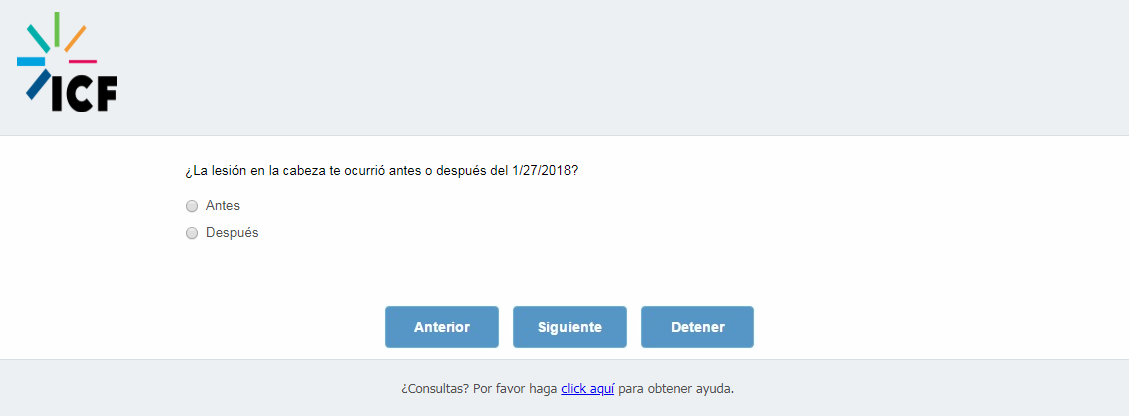 ICF
¿La lesión en la cabeza te ocurrió antes o después del 1/27/2018?
Antes
Después
Anterior
Siguiente
Detener
¿Consultas? Por favor haga click aquí para obtener ayuda.